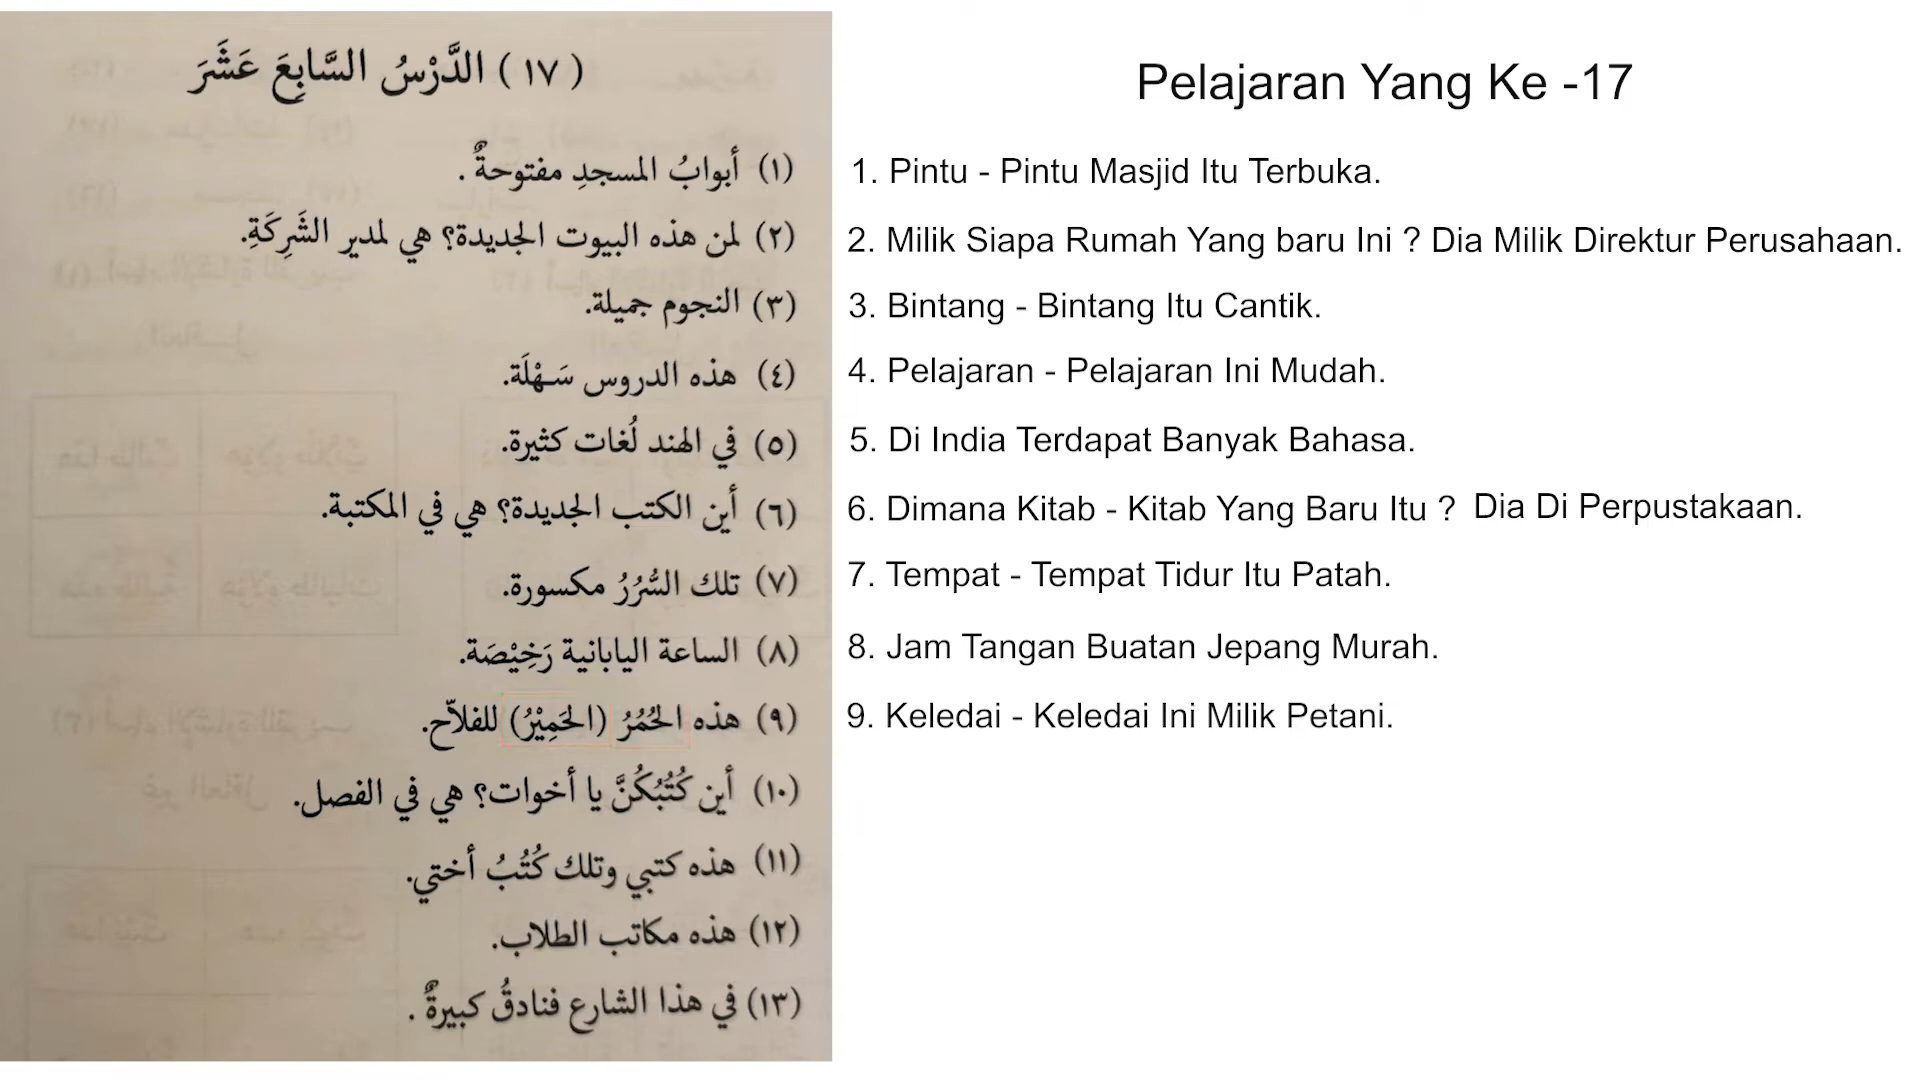 (١٧) الدَّرْسُ السَّابِعَ عَشَرَ
(١) أبوابُ المسجدِ مفتوحةٌ .
(٢) لمن هذه البيوت الجديدة؟ هي لمدير الشَّرِكَةِ.
(٣) النجوم جميلة.
(٤) هذه الدروس سَهْلَة.
(٥) في الهند لُغات كثيرة.
(٦) أين الكتب الجديدة؟ هي في المكتبة.
(٧) تلك السُّرُرُ مكسورة.
(٨) الساعة اليابانية رَخِيْصَة.
(٩) هذه الحُمُرُ (الحَمِيْرُ) للفلاّح.
(١٠) أين كُتُبُكُنَّ يا أخوات؟ هي في الفصل.
(١١) هذه كتبي وتلك كُتُبُ أختي.
(١٢) هذه مكاتب الطلاب.
(١٣) في هذا الشارع فنادقُ كبيرةٌ .
Pelajaran Yang Ke -17
1. Pintu - Pintu Masjid Itu Terbuka.
2. Milik Siapa Rumah Yang baru Ini ? Dia Milik Direktur Perusahaan.
3. Bintang - Bintang Itu Cantik.
4. Pelajaran - Pelajaran Ini Mudah.
5. Di India Terdapat Banyak Bahasa.
6. Dimana Kitab - Kitab Yang Baru Itu ? Dia Di Perpustakaan.
7. Tempat - Tempat Tidur Itu Patah.
8. Jam Tangan Buatan Jepang Murah.
9. Keledai - Keledai Ini Milik Petani.